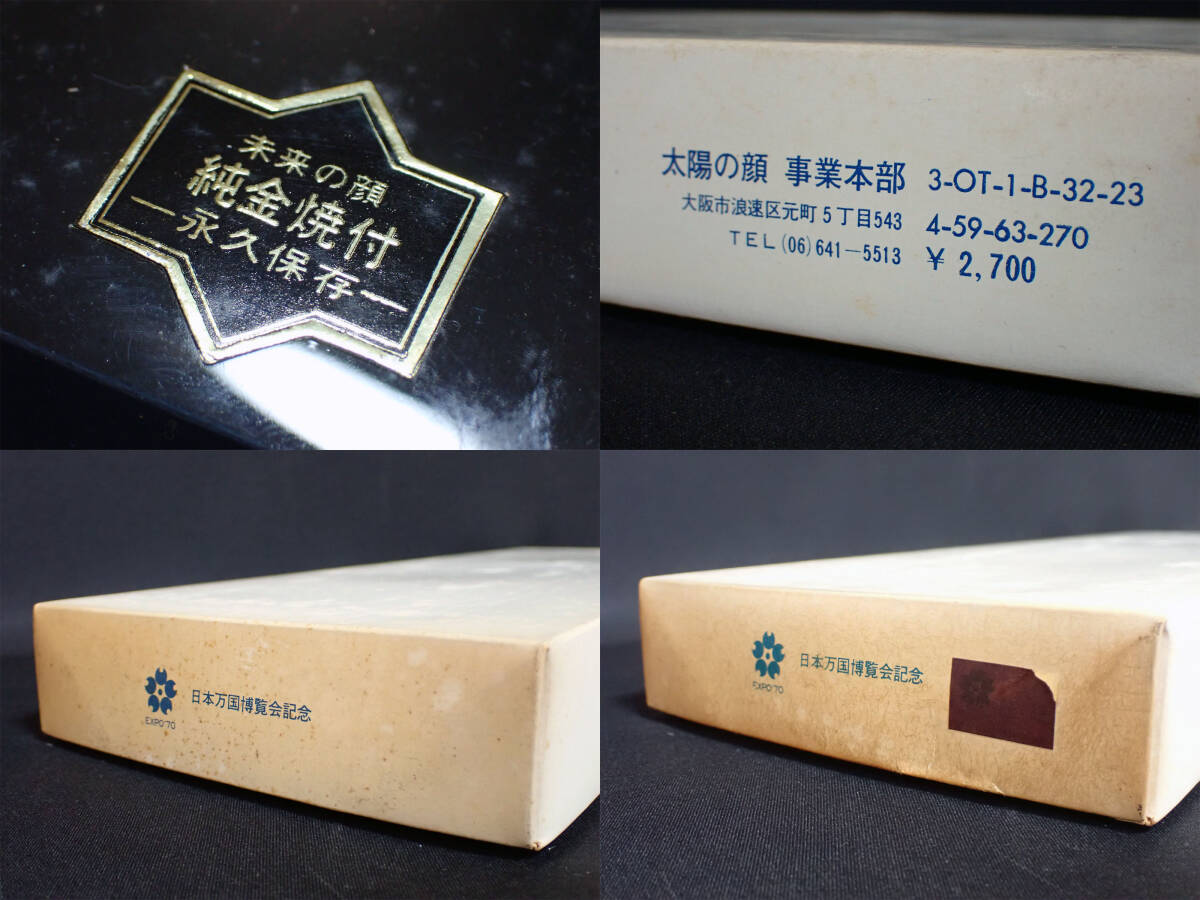 未来の顔
純金焼付
—永久保存—
太陽の顔 事業本部 3-OT-1-B-32-23
大阪市浪速区元町5丁目543 4-59-63-270
TEL(06)641-5513 ¥2,700
EXPO'70
日本万国博覧会記念
EXPO'70
日本万国博覧会記念